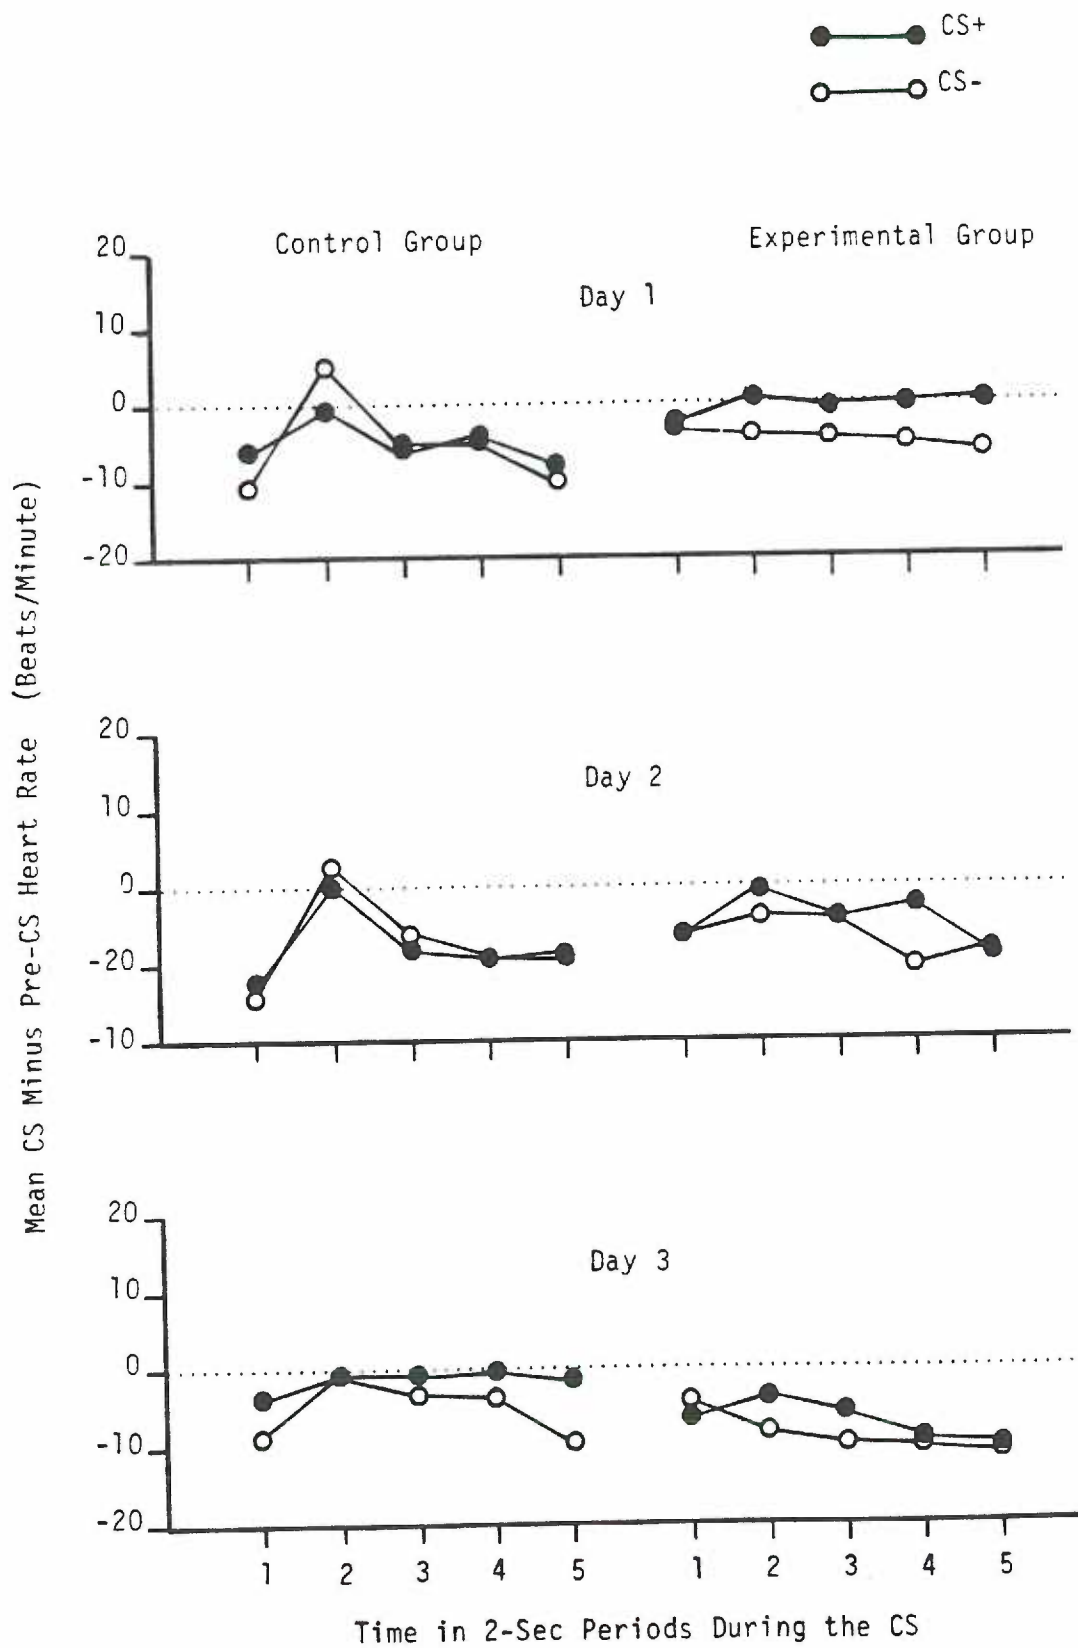 CS+
CS-
Control Group
Experimental Group
Day 1
20
10
0
-10
-20
Mean CS Minus Pre-CS Heart Rate (Beats/Minute)
Day 2
20
10
0
-20
-10
Day 3
20
10
0
-10
-20
1 2 3 4 5 1 2 3 4 5
Time in 2-Sec Periods During the CS